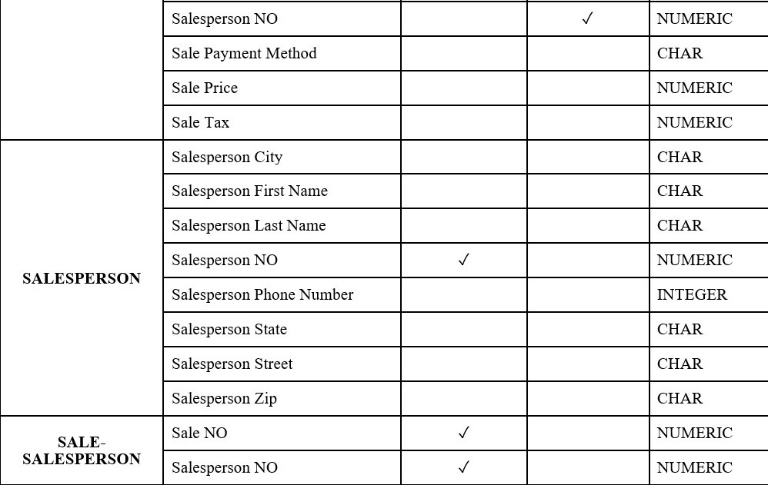 Salesperson NO ✓ NUMERIC
Sale Payment Method CHAR
Sale Price NUMERIC
Sale Tax NUMERIC
SALESPERSON
Salesperson City CHAR
Salesperson First Name CHAR
Salesperson Last Name CHAR
Salesperson NO ✓ NUMERIC
Salesperson Phone Number INTEGER
Salesperson State CHAR
Salesperson Street CHAR
Salesperson Zip CHAR
SALE-
SALESPERSON
Sale NO ✓ NUMERIC
Salesperson NO ✓ NUMERIC